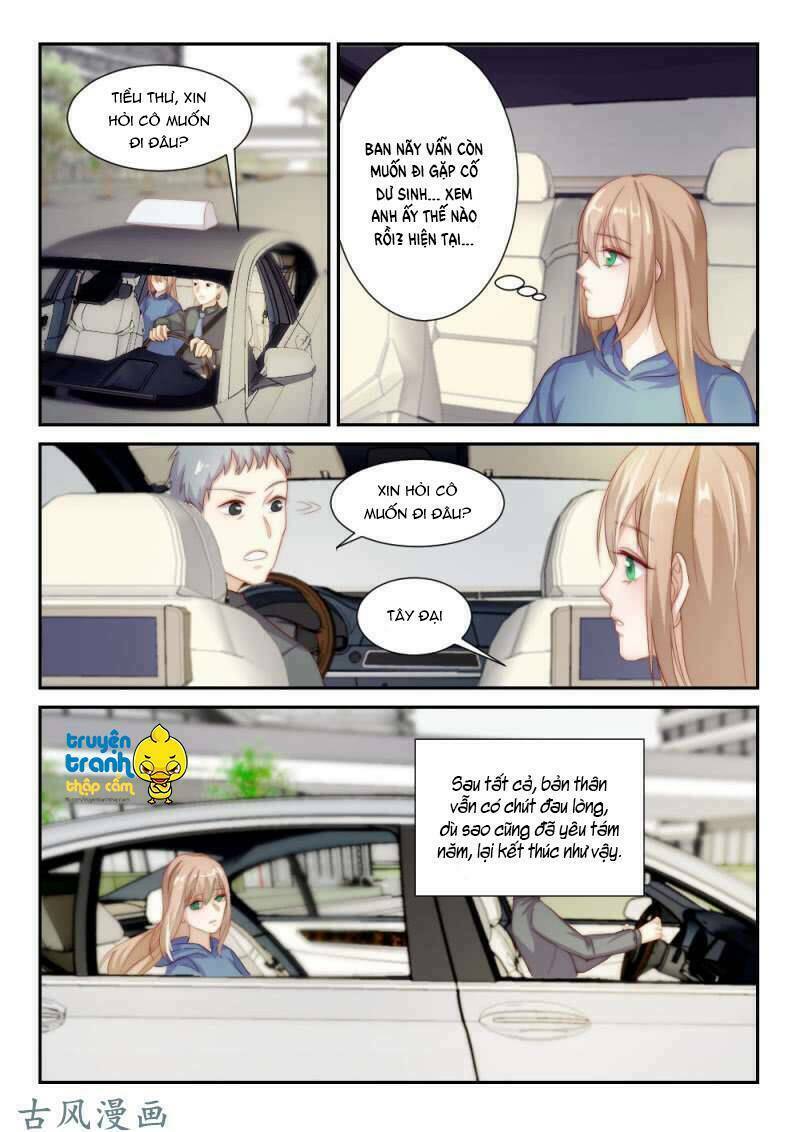 TIỂU THƯ, XIN
HỎI CÔ MUỐN
ĐI ĐÂU?
BAN NÃY VẪN CÒN
MUỐN ĐI GẶP CỐ
DƯ SINH... XEM
ANH ẤY THẾ NÀO
RỒI? HIỆN TẠI...
XIN HỎI CÔ
MUỐN ĐI ĐÂU?
TÂY ĐẠI
truyện
tranh
thập cẩm
Sau tất cả, bản thân
vẫn có chút đau lòng,
dù sao cũng đã yêu tám
năm, lại kết thúc như vậy.
古风漫画